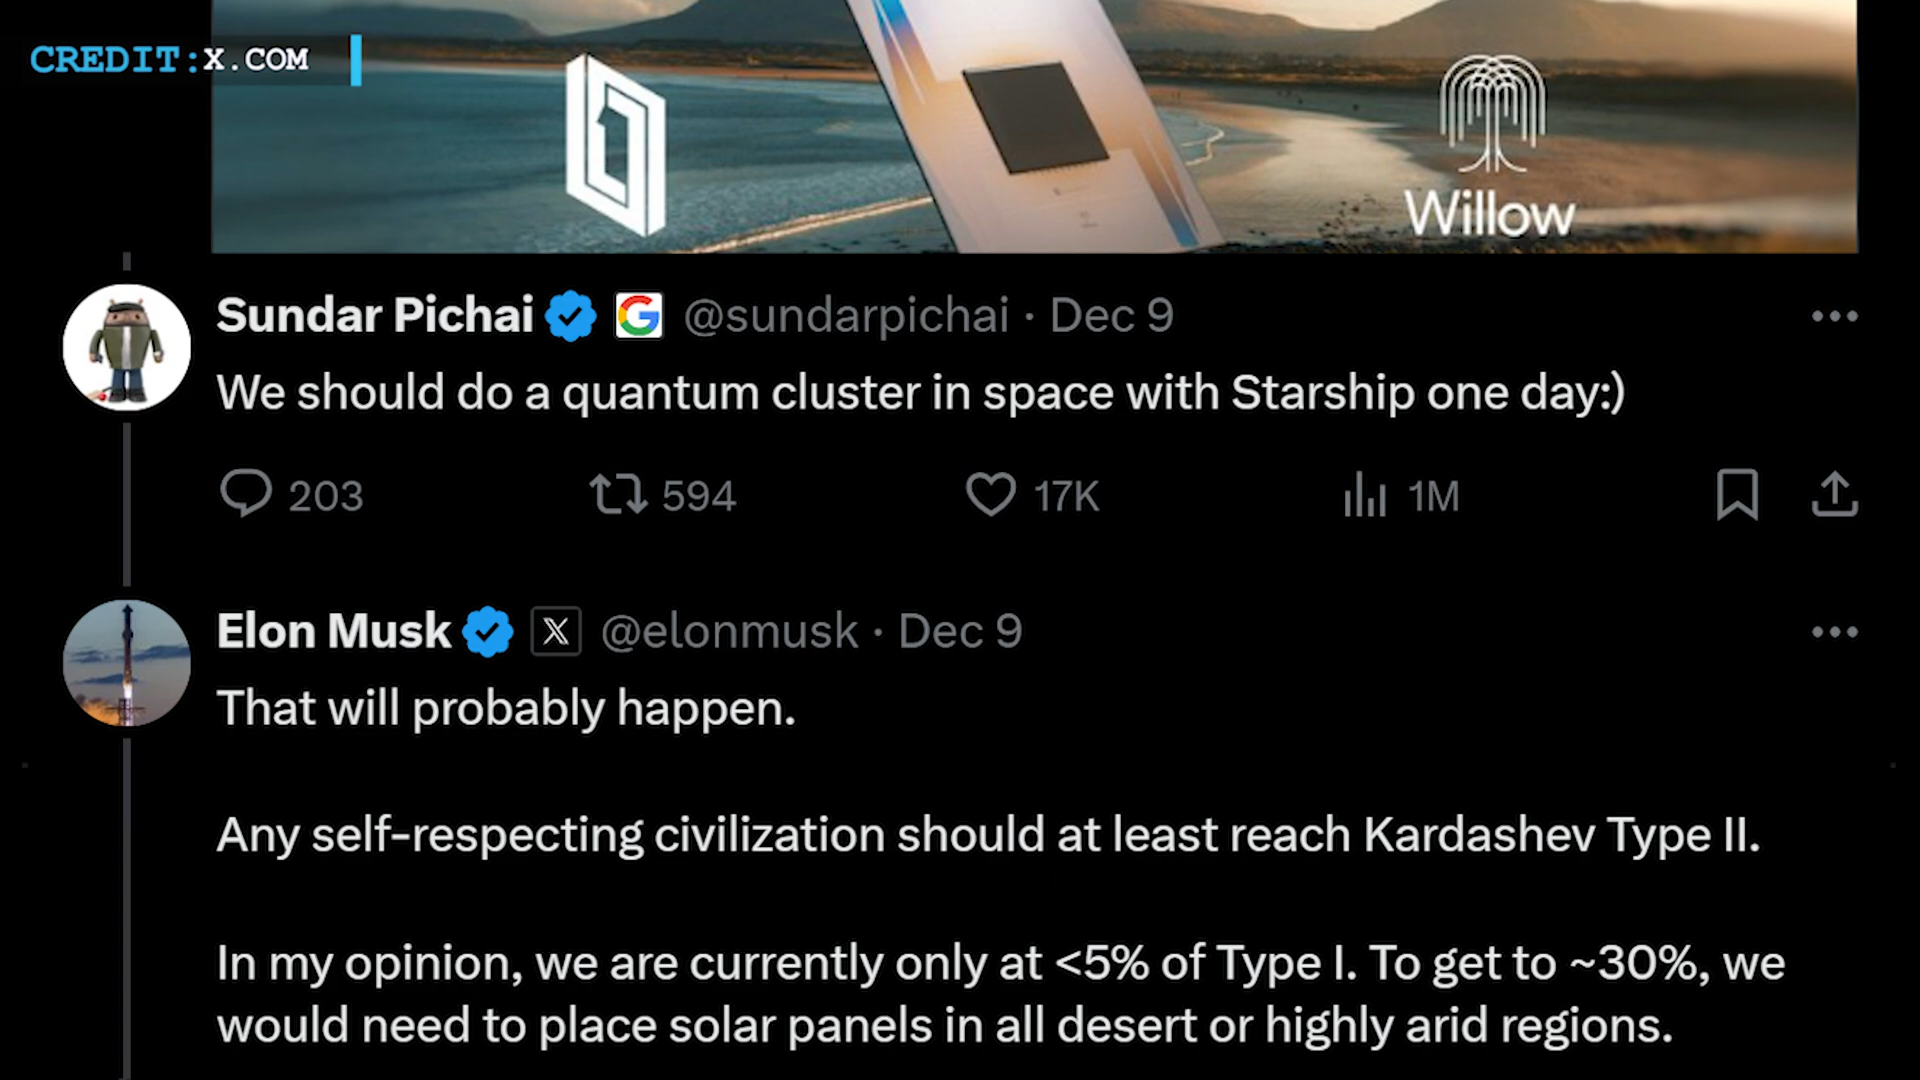 CREDIT:X.COM
Willow
Sundar Pichai @sundarpichai · Dec 9
We should do a quantum cluster in space with Starship one day:)
203 594 17K 1M
Elon Musk X @elonmusk · Dec 9
That will probably happen.
Any self-respecting civilization should at least reach Kardashev Type II.
In my opinion, we are currently only at <5% of Type I. To get to ~30%, we
would need to place solar panels in all desert or highly arid regions.